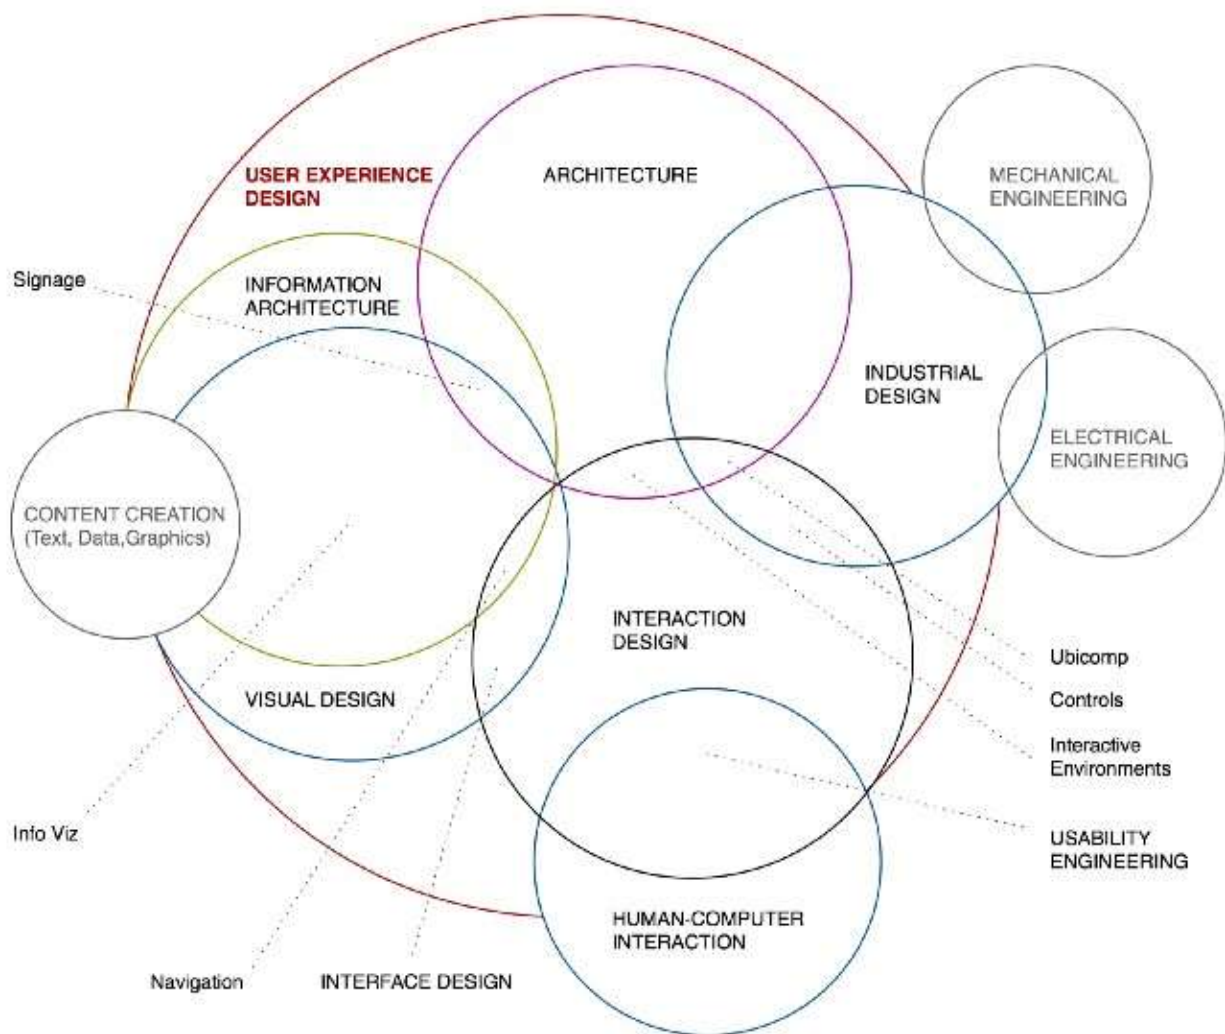 USER EXPERIENCE
DESIGN
ARCHITECTURE
MECHANICAL
ENGINEERING
Signage
INFORMATION
ARCHITECTURE
INDUSTRIAL
DESIGN
ELECTRICAL
ENGINEERING
CONTENT CREATION
(Text, Data,Graphics)
INTERACTION
DESIGN
Ubicomp
VISUAL DESIGN
Controls
Interactive
Environments
Info Viz
USABILITY
ENGINEERING
HUMAN-COMPUTER
INTERACTION
Navigation
INTERFACE DESIGN